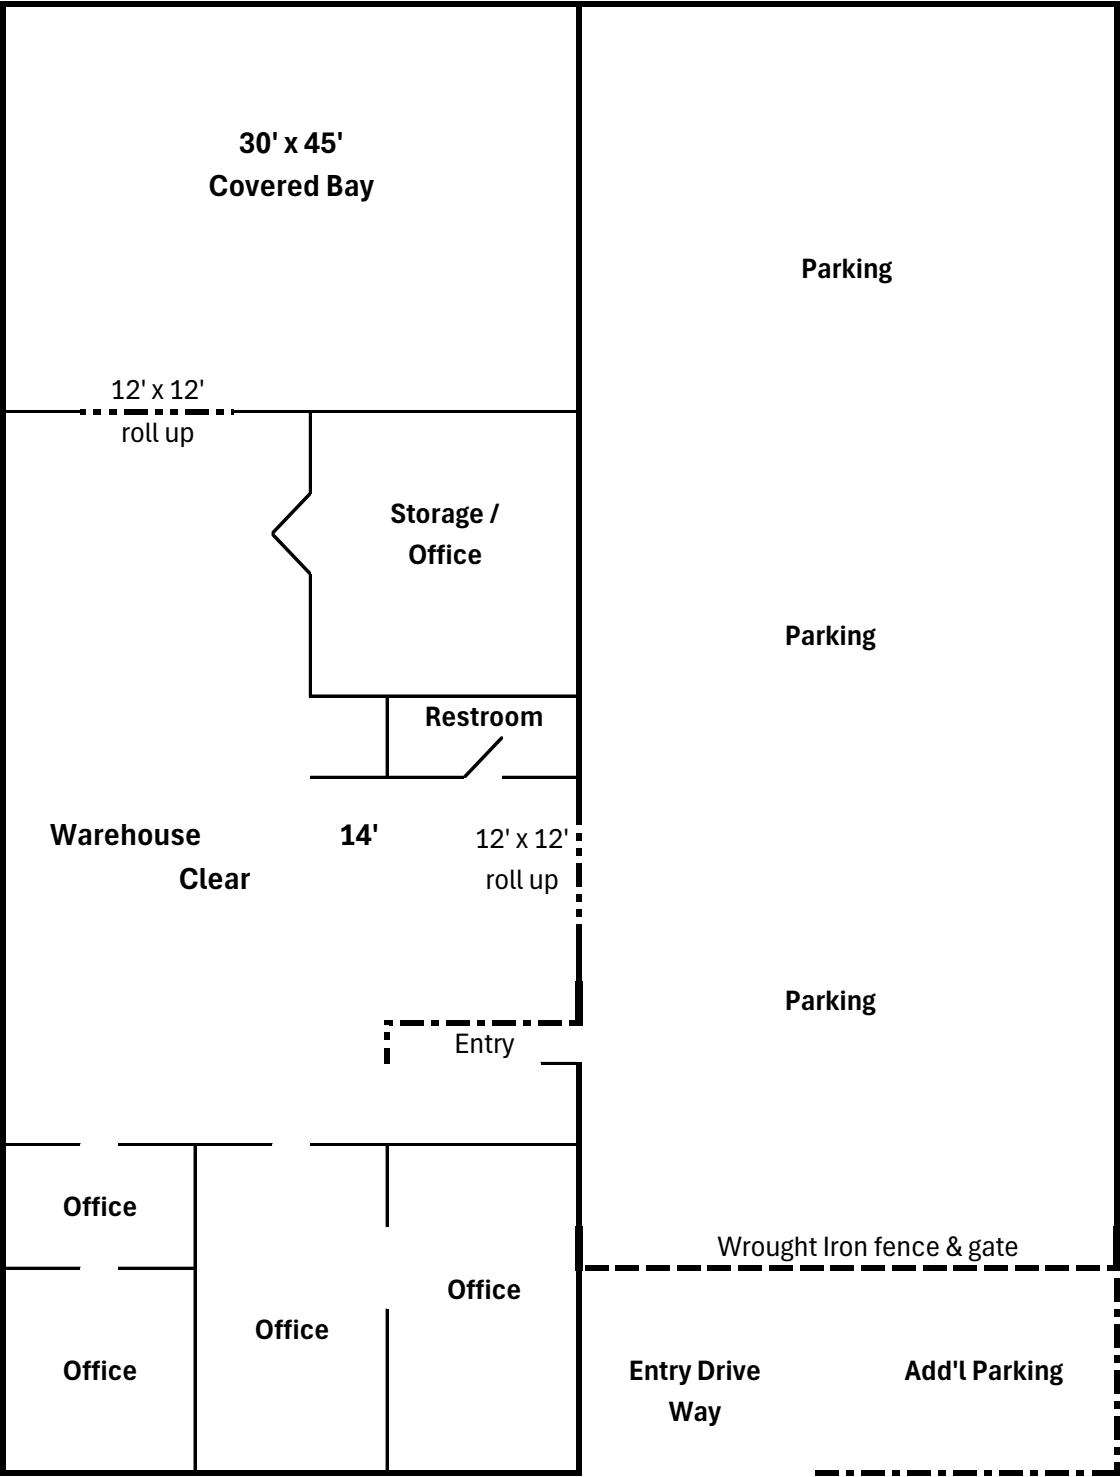 30' x 45'
Covered Bay
Parking
12' x 12'
roll up
Storage /
Office
Parking
Restroom
Warehouse 14'
Clear
12' x 12'
roll up
Parking
Entry
Office
Wrought Iron fence & gate
Office
Office
Office
Entry Drive
Way
Add'l Parking